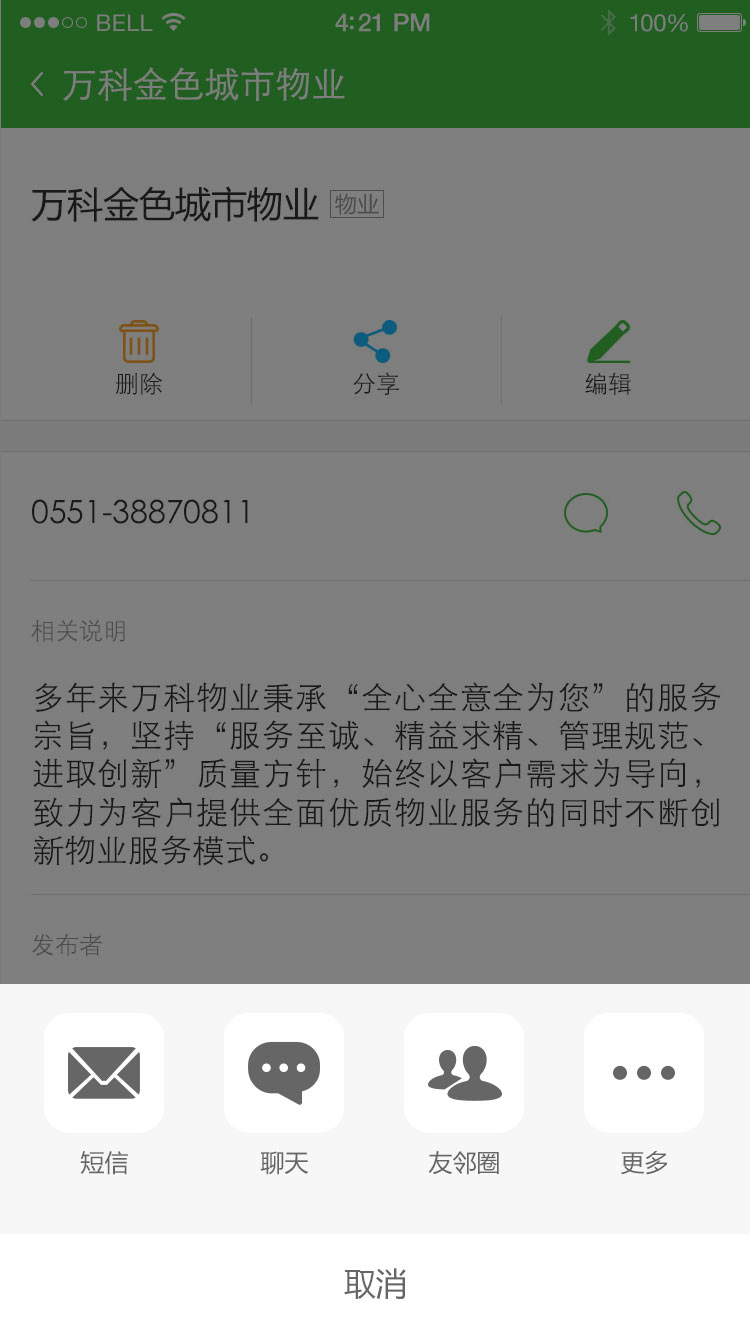 BELL 4:21 PM 100%
万科金色城市物业
万科金色城市物业 物业
删除 分享 编辑
0551-38870811
相关说明
多年来万科物业秉承“全心全意全为您”的服务
宗旨，坚持“服务至诚、精益求精、管理规范、
进取创新”质量方针，始终以客户需求为导向，
致力为客户提供全面优质物业服务的同时不断创
新物业服务模式。
发布者
短信 聊天 友邻圈 更多
取消